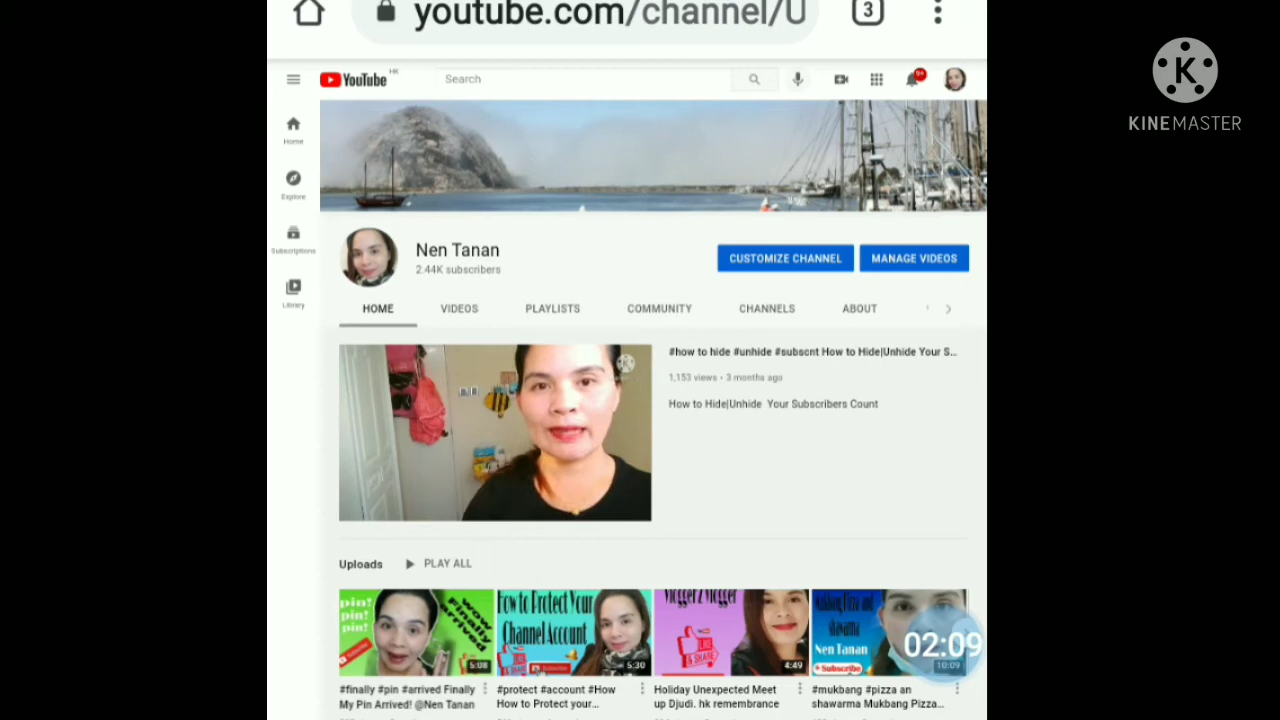 youtube.com/channel/U
3
K
KINEMASTER
YouTube HK
Search
9+
Home
Explore
Subscriptions
Library
Nen Tanan
2.44K subscribers
CUSTOMIZE CHANNEL
MANAGE VIDEOS
HOME
VIDEOS
PLAYLISTS
COMMUNITY
CHANNELS
ABOUT
#how to hide #unhide #subscnt How to Hide|Unhide Your S...
1,153 views • 3 months ago
How to Hide|Unhide Your Subscribers Count
Uploads
PLAY ALL
pin!
pin!
pin!
WOW
Finally
arrived
5:08
How to Protect Your
Channel Account
5:30
Vlogger2 Vlogger
LIKE
& SHARE
4:49
Mukbang Pizza and
shawarma
Nen Tanan
Subscribe
10:09
02:09
#finally #pin #arrived Finally
My Pin Arrived! @Nen Tanan
#protect #account #How
How to Protect your...
Holiday Unexpected Meet
up Djudi. hk remembrance
#mukbang #pizza an
shawarma Mukbang Pizza...